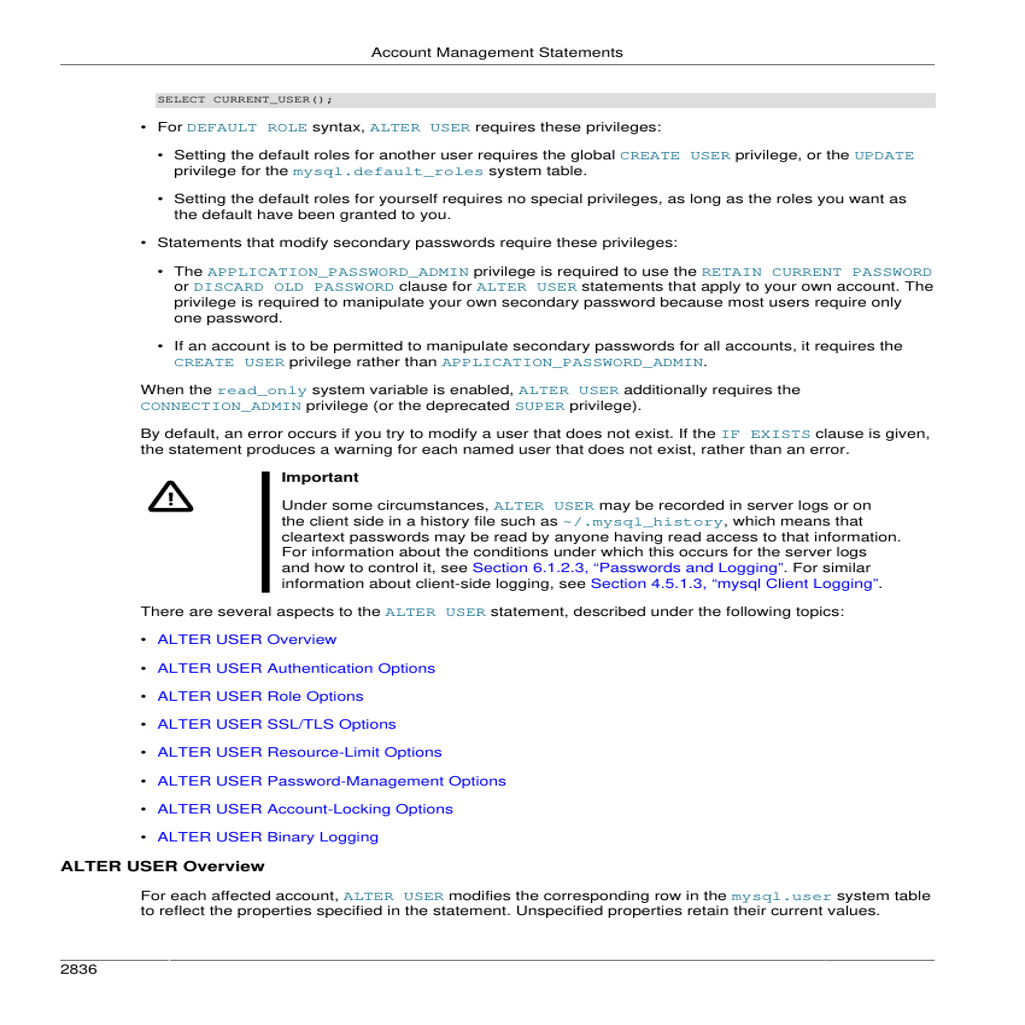 Account Management Statements
SELECT CURRENT_USER();
• For DEFAULT ROLE syntax, ALTER USER requires these privileges:
• Setting the default roles for another user requires the global CREATE USER privilege, or the UPDATE
privilege for the mysql.default_roles system table.
• Setting the default roles for yourself requires no special privileges, as long as the roles you want as
the default have been granted to you.
• Statements that modify secondary passwords require these privileges:
• The APPLICATION_PASSWORD_ADMIN privilege is required to use the RETAIN CURRENT PASSWORD
or DISCARD OLD PASSWORD clause for ALTER USER statements that apply to your own account. The
privilege is required to manipulate your own secondary password because most users require only
one password.
• If an account is to be permitted to manipulate secondary passwords for all accounts, it requires the
CREATE USER privilege rather than APPLICATION_PASSWORD_ADMIN.
When the read_only system variable is enabled, ALTER USER additionally requires the
CONNECTION_ADMIN privilege (or the deprecated SUPER privilege).
By default, an error occurs if you try to modify a user that does not exist. If the IF EXISTS clause is given,
the statement produces a warning for each named user that does not exist, rather than an error.
Important
Under some circumstances, ALTER USER may be recorded in server logs or on
the client side in a history file such as ~/.mysql_history, which means that
cleartext passwords may be read by anyone having read access to that information.
For information about the conditions under which this occurs for the server logs
and how to control it, see Section 6.1.2.3, “Passwords and Logging”. For similar
information about client-side logging, see Section 4.5.1.3, “mysql Client Logging”.
There are several aspects to the ALTER USER statement, described under the following topics:
• ALTER USER Overview
• ALTER USER Authentication Options
• ALTER USER Role Options
• ALTER USER SSL/TLS Options
• ALTER USER Resource-Limit Options
• ALTER USER Password-Management Options
• ALTER USER Account-Locking Options
• ALTER USER Binary Logging
ALTER USER Overview
For each affected account, ALTER USER modifies the corresponding row in the mysql.user system table
to reflect the properties specified in the statement. Unspecified properties retain their current values.
2836